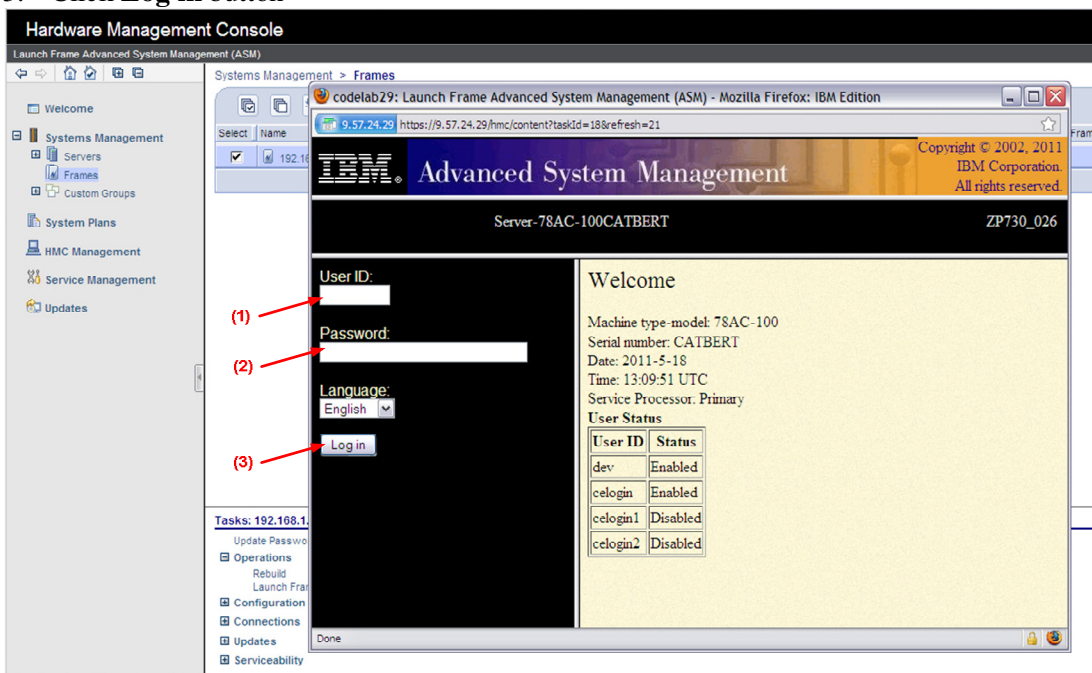 Click Log in button
Hardware Management Console
Launch Frame Advanced System Management (ASM)
Systems Management > Frames
Welcome
Systems Management
Servers
Frames
Custom Groups
System Plans
HMC Management
Service Management
Updates
Select Name
192.16
codelab29: Launch Frame Advanced System Management (ASM) - Mozilla Firefox: IBM Edition
9.57.24.29 https://9.57.24.29/hmc/content?taskId=18&refresh=21
IBM® Advanced System Management
Copyright © 2002, 2011
IBM Corporation.
All rights reserved.
Server-78AC-100CATBERT ZP730_026
User ID:
(1)
Password:
(2)
Language:
English
Log in
(3)
Welcome
Machine type-model: 78AC-100
Serial number: CATBERT
Date: 2011-5-18
Time: 13:09:51 UTC
Service Processor: Primary
User Status
User ID Status
dev Enabled
celogin Enabled
celogin1 Disabled
celogin2 Disabled
Done
Tasks: 192.168.1.
Update Passwo
Operations
Rebuild
Launch Fra
Configuration
Connections
Updates
Serviceability